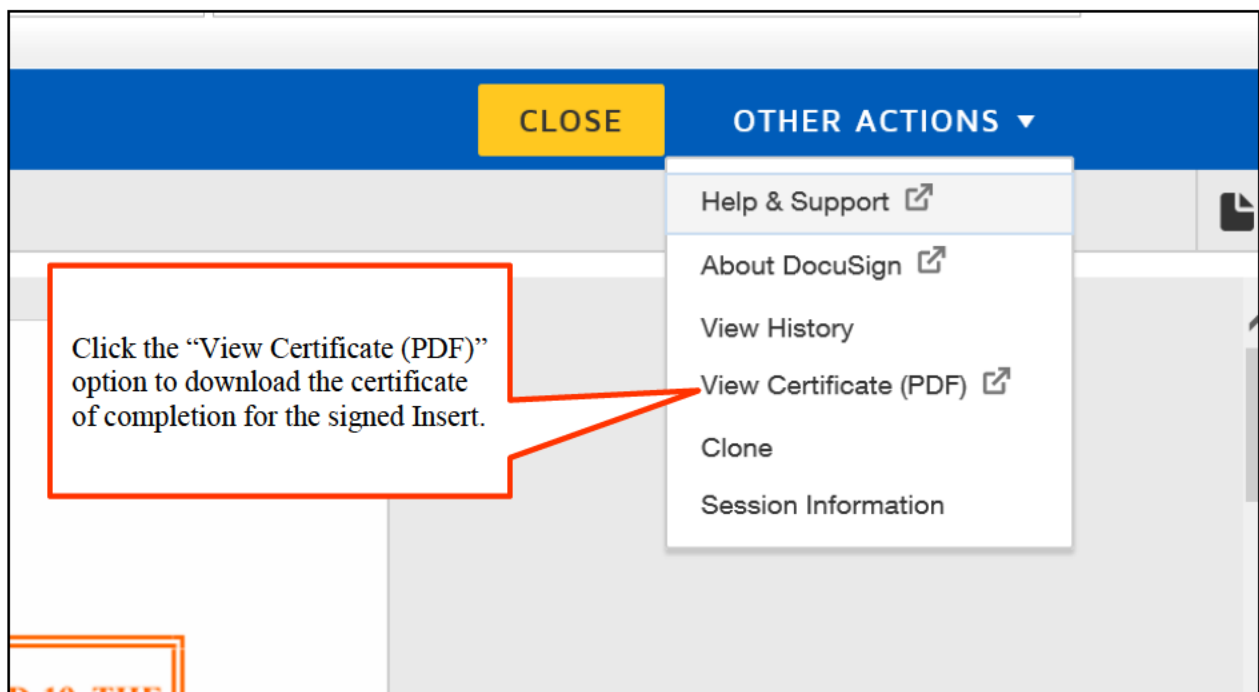 CLOSE
OTHER ACTIONS
Help & Support
About DocuSign
View History
Click the “View Certificate (PDF)”
option to download the certificate
of completion for the signed Insert.
View Certificate (PDF)
Clone
Session Information